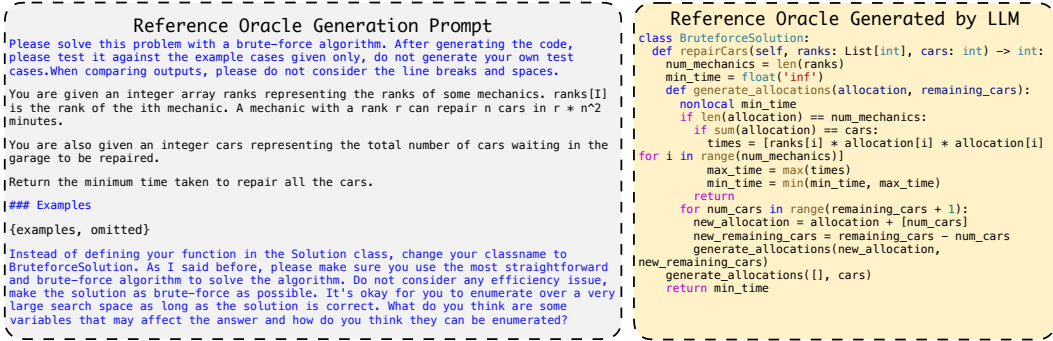 Reference Oracle Generation Prompt
Please solve this problem with a brute-force algorithm. After generating the code,
please test it against the example cases given only, do not generate your own test
cases.When comparing outputs, please do not consider the line breaks and spaces.
You are given an integer array ranks representing the ranks of some mechanics. ranks[I]
is the rank of the ith mechanic. A mechanic with a rank r can repair n cars in r * n^2
minutes.
You are also given an integer cars representing the total number of cars waiting in the
garage to be repaired.
Return the minimum time taken to repair all the cars.
### Examples
{examples, omitted}
Instead of defining your function in the Solution class, change your classname to
BruteforceSolution. As I said before, please make sure you use the most straightforward
and brute-force algorithm to solve the algorithm. Do not consider any efficiency issue,
make the solution as brute-force as possible. It's okay for you to enumerate over a very
large search space as long as the solution is correct. What do you think are some
variables that may affect the answer and how do you think they can be enumerated?
Reference Oracle Generated by LLM
class BruteforceSolution:
  def repairCars(self, ranks: List[int], cars: int) -> int:
    num_mechanics = len(ranks)
    min_time = float('inf')
    def generate_allocations(allocation, remaining_cars):
      nonlocal min_time
      if len(allocation) == num_mechanics:
        if sum(allocation) == cars:
          times = [ranks[i] * allocation[i] * allocation[i]
for i in range(num_mechanics)]
          max_time = max(times)
          min_time = min(min_time, max_time)
        return
      for num_cars in range(remaining_cars + 1):
        new_allocation = allocation + [num_cars]
        new_remaining_cars = remaining_cars - num_cars
        generate_allocations(new_allocation,
new_remaining_cars)
    generate_allocations([], cars)
    return min_time